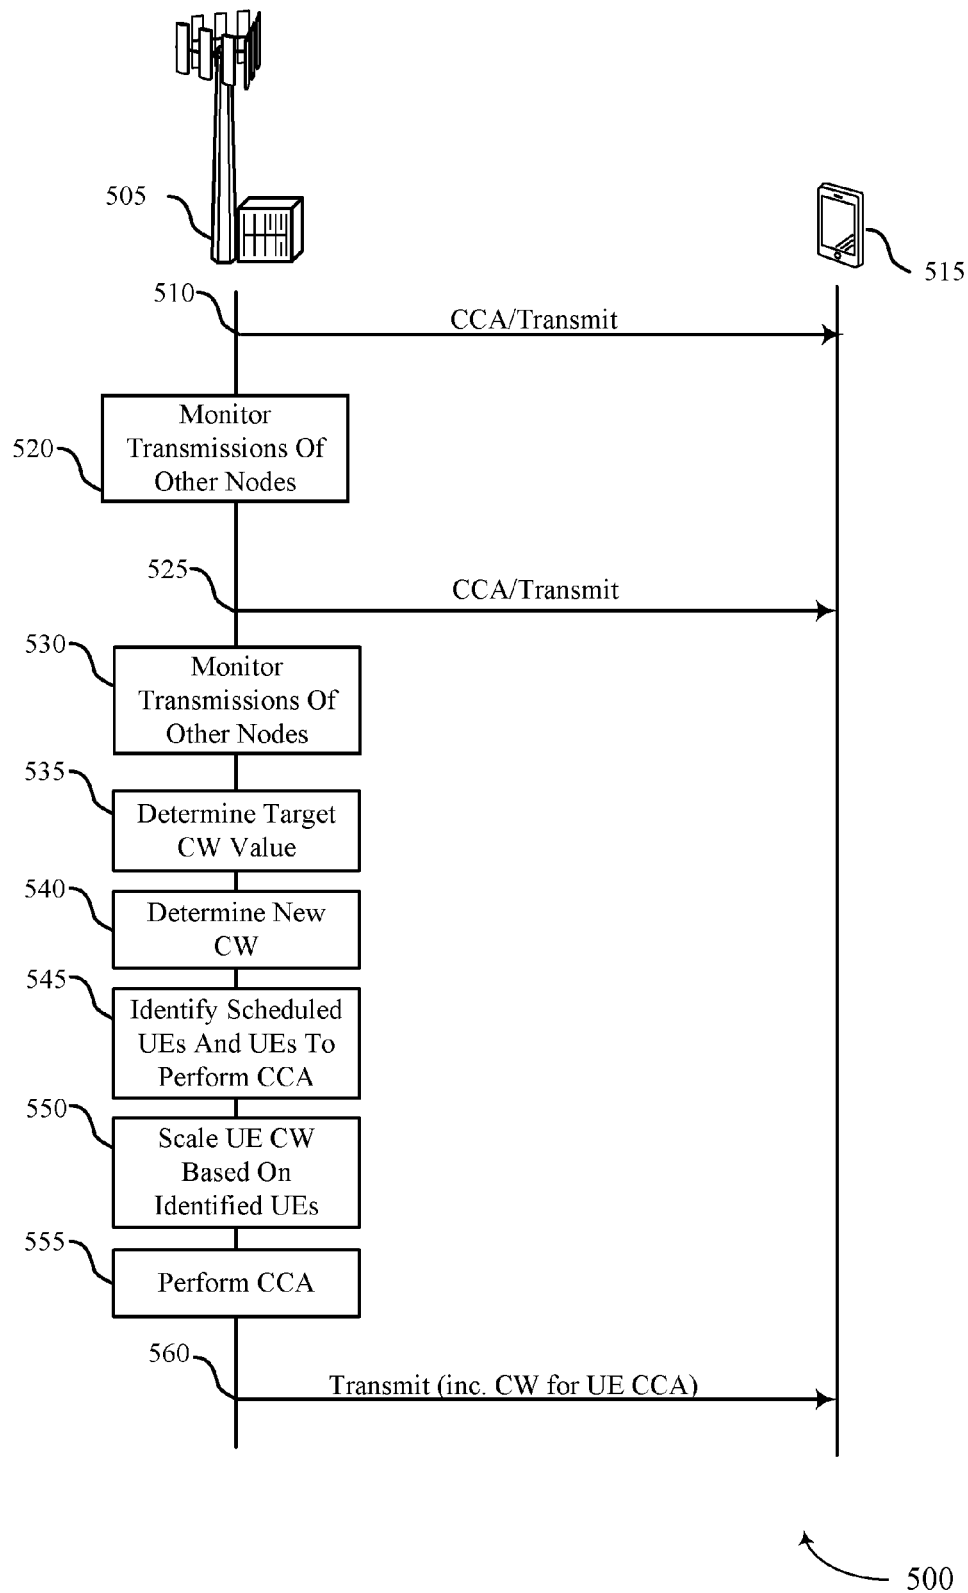 505
515
510
CCA/Transmit
520
Monitor
Transmissions Of
Other Nodes
525
CCA/Transmit
530
Monitor
Transmissions Of
Other Nodes
535
Determine Target
CW Value
540
Determine New
CW
545
Identify Scheduled
UEs And UEs To
Perform CCA
550
Scale UE CW
Based On
Identified UEs
555
Perform CCA
560
Transmit (inc. CW for UE CCA)
500